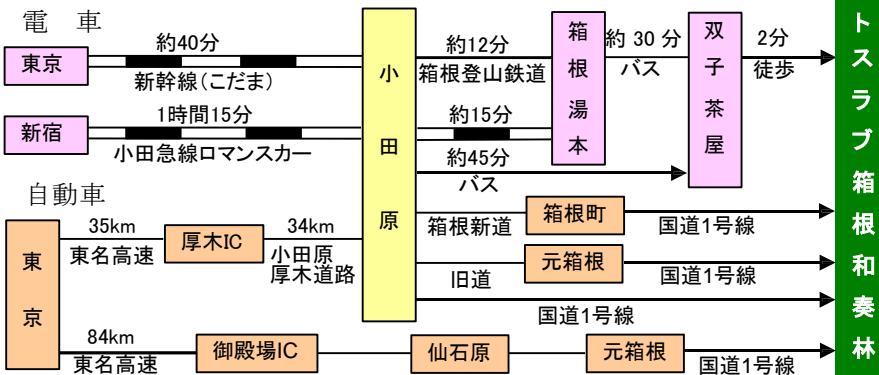 電 車
東京
約40分
新幹線(こだま)
新宿
1時間15分
小田急線ロマンスカー
小田原
約12分
箱根登山鉄道
約15分
箱根湯本
約 30 分
バス
双子茶屋
2分
徒歩
約45分
バス
自動車
東京
35km
東名高速
厚木IC
34km
小田原
厚木道路
箱根新道
箱根町
国道1号線
旧道
元箱根
国道1号線
国道1号線
84km
東名高速
御殿場IC
仙石原
元箱根
国道1号線
トスラブ箱根和奏林